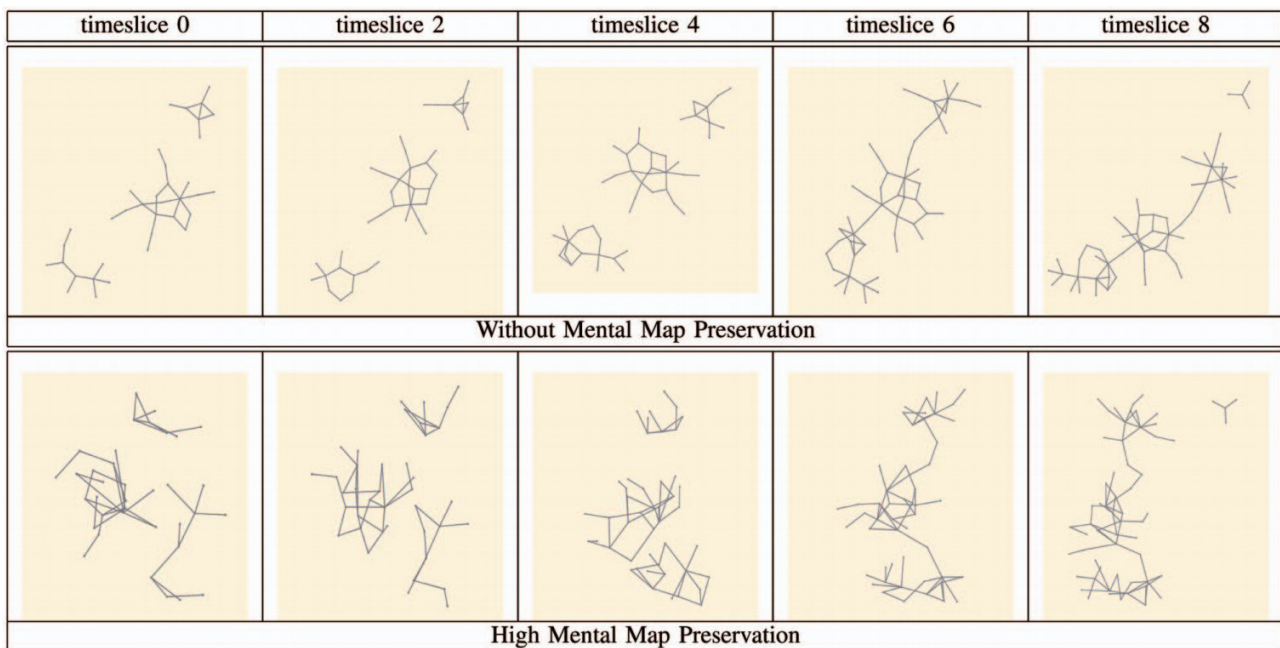 timeslice 0 timeslice 2 timeslice 4 timeslice 6 timeslice 8
Without Mental Map Preservation
High Mental Map Preservation